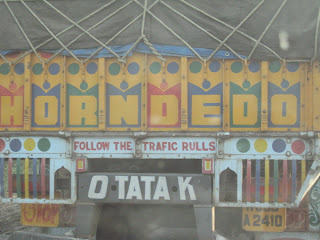 HORNDEDO
FOLLOW THE TRAFIC RULLS
O TATA K
A 2410